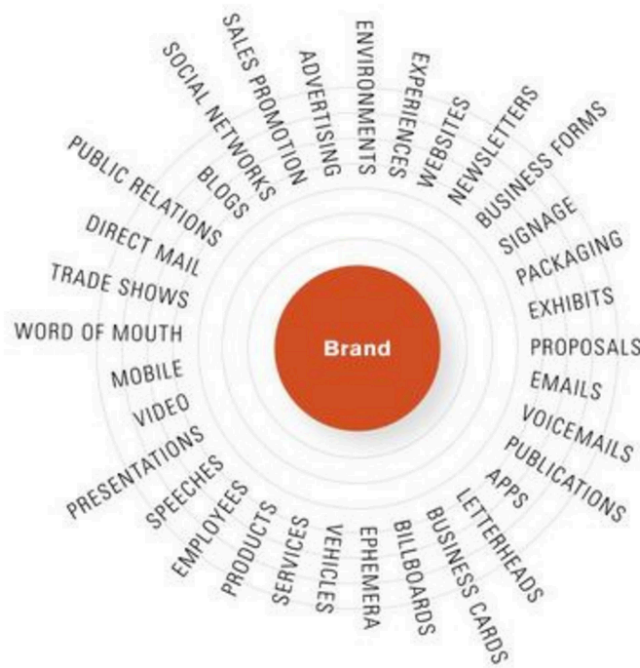 Brand
ENVIRONMENTS
EXPERIENCES
WEBSITES
NEWSLETTERS
BUSINESS FORMS
SIGNAGE
PACKAGING
EXHIBITS
PROPOSALS
EMAILS
VOICEMAILS
PUBLICATIONS
APPS
LETTERHEADS
BUSINESS CARDS
BILLBOARDS
EPHEMERA
VEHICLES
SERVICES
PRODUCTS
EMPLOYEES
SPEECHES
PRESENTATIONS
VIDEO
MOBILE
WORD OF MOUTH
TRADE SHOWS
DIRECT MAIL
PUBLIC RELATIONS
BLOGS
SOCIAL NETWORKS
SALES PROMOTION
ADVERTISING